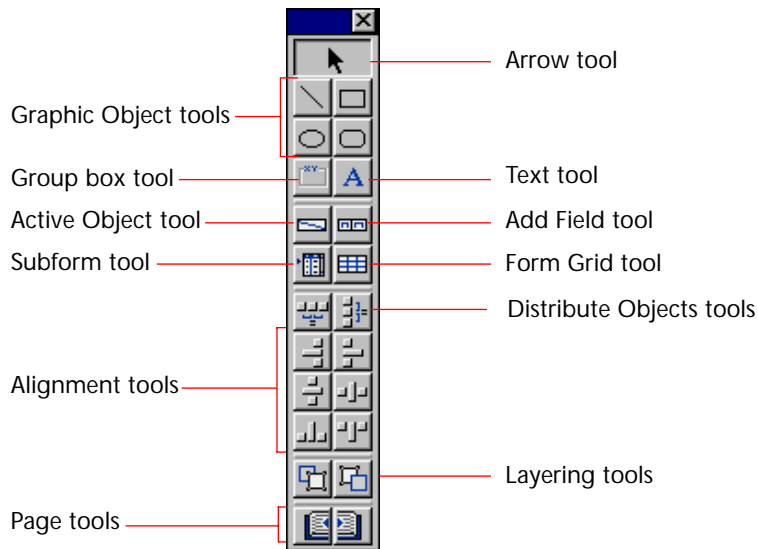 Arrow tool
Graphic Object tools
Group box tool
XY
A
Text tool
Active Object tool
Add Field tool
Subform tool
Form Grid tool
Distribute Objects tools
Alignment tools
Layering tools
Page tools